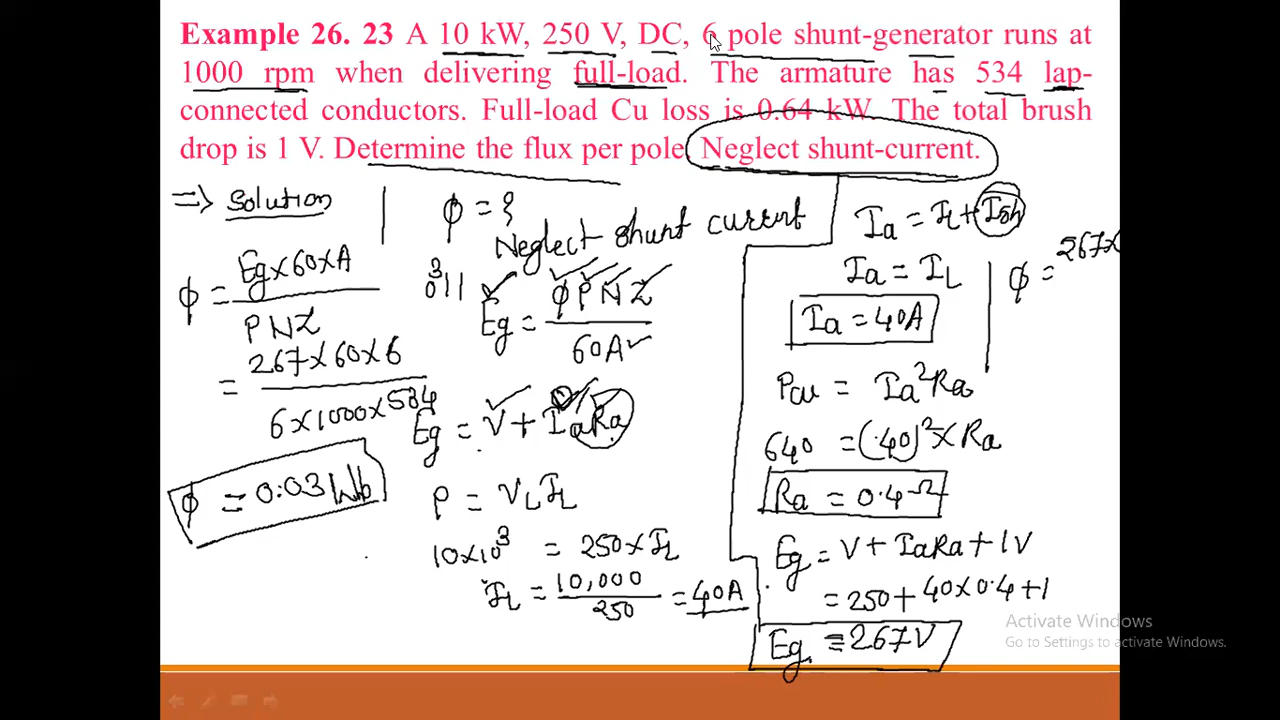 Example 26. 23 A 10 kW, 250 V, DC, 6 pole shunt-generator runs at
1000 rpm when delivering full-load. The armature has 534 lap-
connected conductors. Full-load Cu loss is 0.64 kW. The total brush
drop is 1 V. Determine the flux per pole. Neglect shunt-current.
=> Solution
ϕ = Eg×60×A / PNZ
= 267×60×6 / 6×1000×534
ϕ = 0.03 Wb
ϕ = ?
Neglect shunt current
Eg = ϕPNZ / 60A
Eg = V + IaRa
P = VL IL
10×10³ = 250×IL
IL = 10,000 / 250 = 40A
Ia = IL + Ish
Ia = IL
Ia = 40A
Pcu = Ia²Ra
640 = (40)² × Ra
Ra = 0.4 Ω
Eg = V + IaRa + 1V
= 250 + 40×0.4 + 1
Eg = 267V
ϕ = 267×
Activate Windows
Go to Settings to activate Windows.